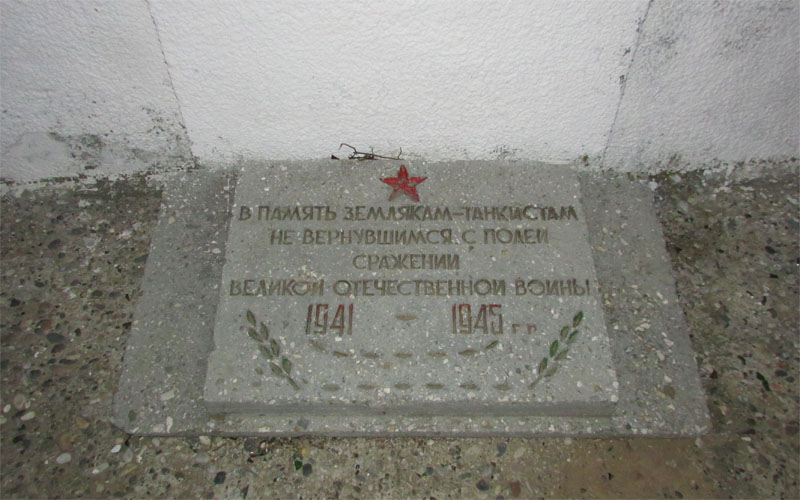 В ПАМЯТЬ ЗЕМЛЯКАМ-ТАНКИСТАМ
НЕ ВЕРНУВШИМСЯ С ПОЛЕЙ
СРАЖЕНИЙ
ВЕЛИКОЙ ОТЕЧЕСТВЕННОЙ ВОЙНЫ
1941 - 1945 г.г.